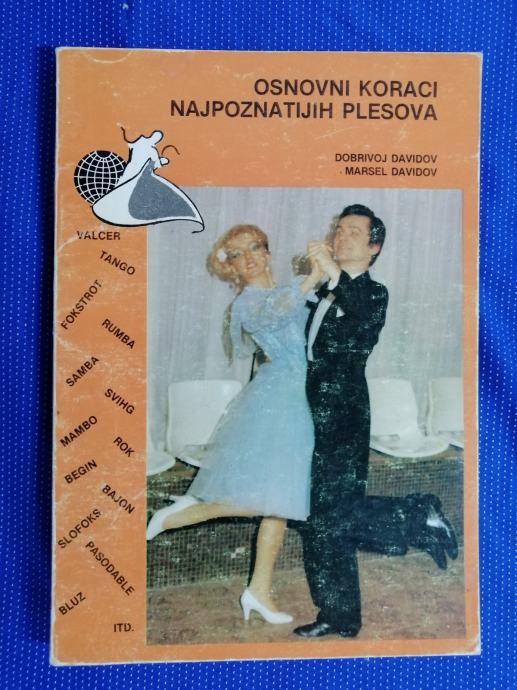 OSNOVNI KORACI
NAJPOZNATIJIH PLESOVA
DOBRIVOJ DAVIDOV
MARSEL DAVIDOV
VALCER
TANGO
FOKSTROT
RUMBA
SAMBA
SVIHG
MAMBO
ROK
BEGIN
BAJON
SLOFOKS
PASODABLE
BLUZ
ITD.